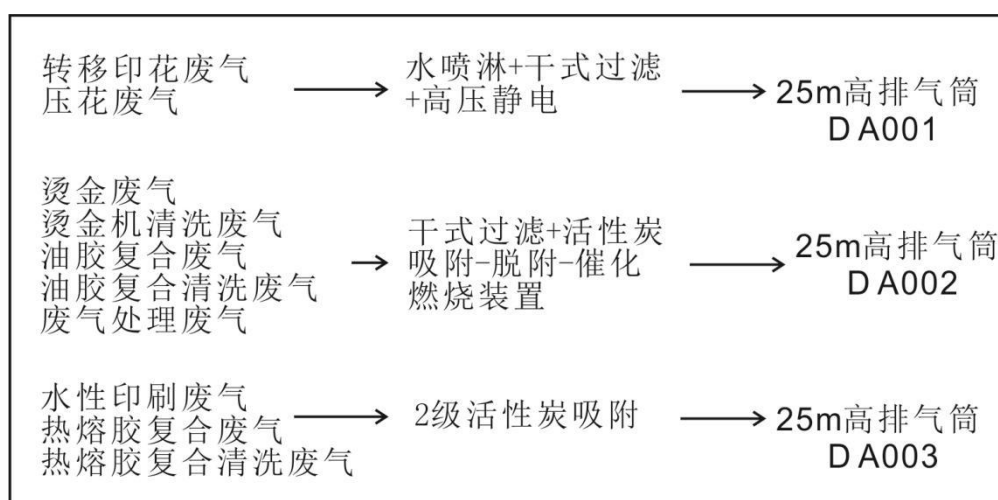 转移印花废气
压花废气
水喷淋+干式过滤
+高压静电
25m高排气筒
DA001
烫金废气
烫金机清洗废气
油胶复合废气
油胶复合清洗废气
废气处理废气
干式过滤+活性炭
吸附-脱附-催化
燃烧装置
25m高排气筒
DA002
水性印刷废气
热熔胶复合废气
热熔胶复合清洗废气
2级活性炭吸附
25m高排气筒
DA003